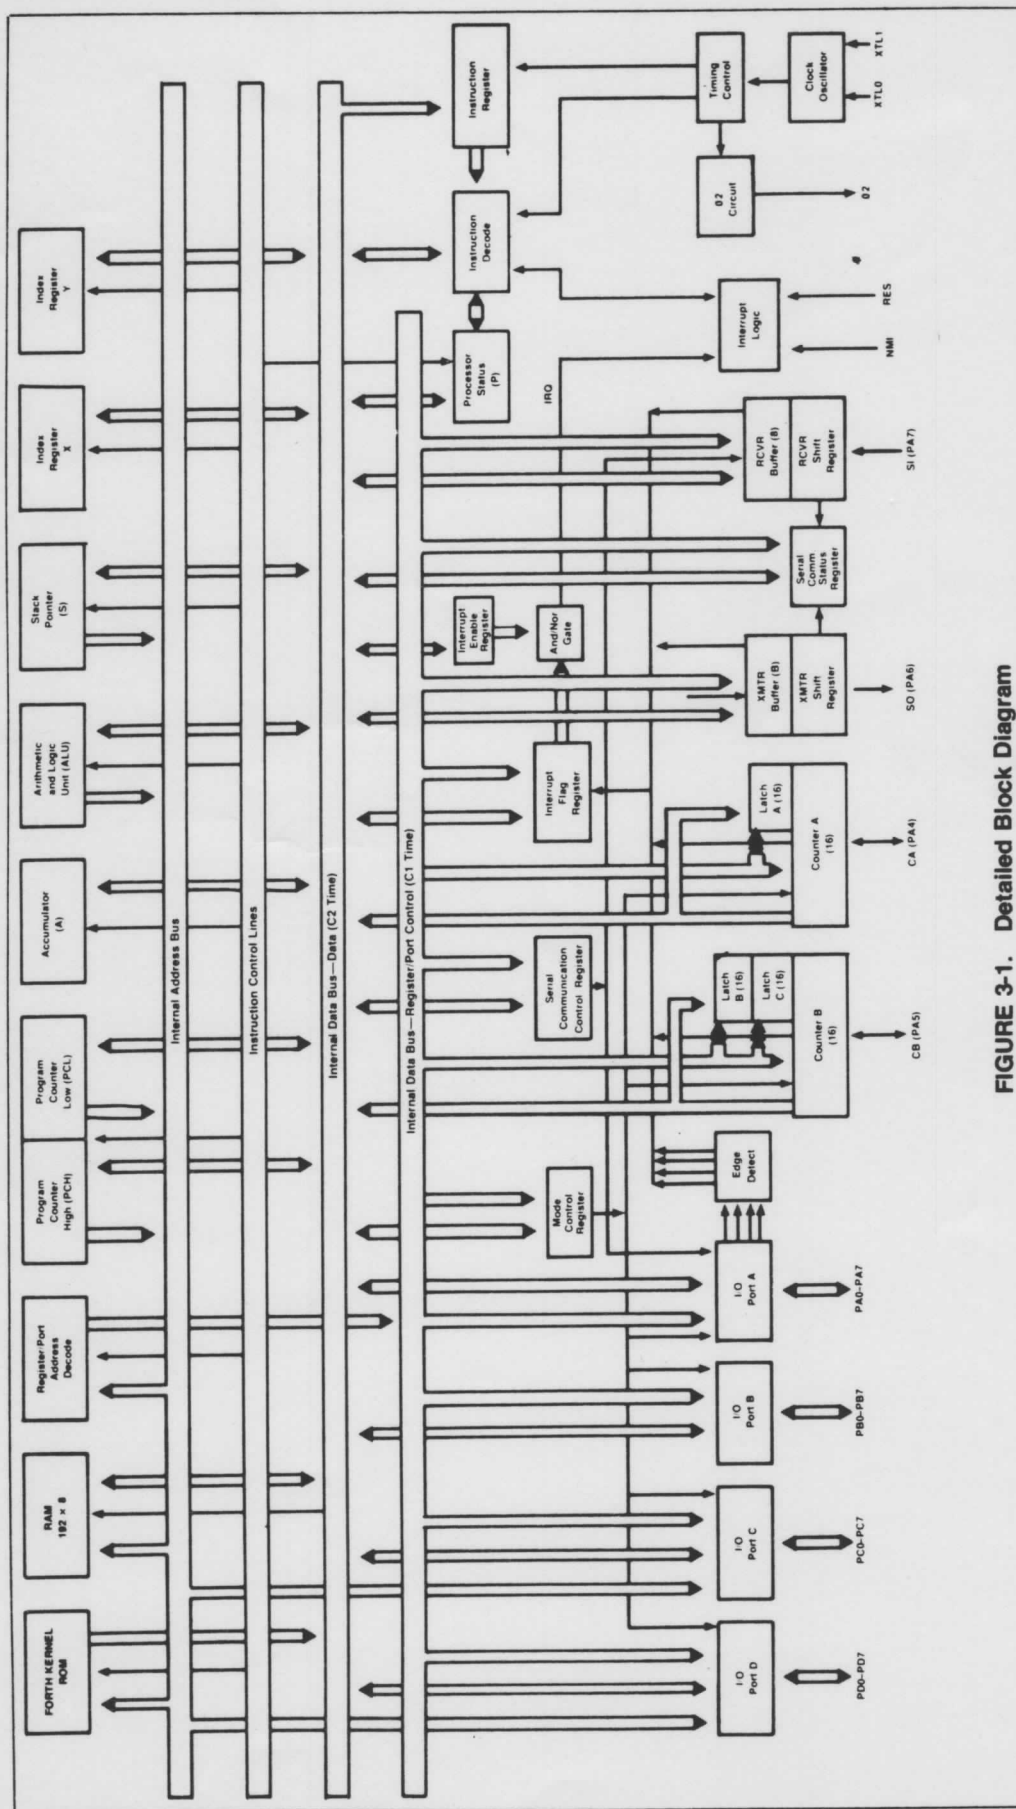 FORTH KERNEL
ROM
RAM
192 × 8
Register/Port
Address
Decode
Program
Counter
High (PCH)
Program
Counter
Low (PCL)
Accumulator
(A)
Arithmetic
and Logic
Unit (ALU)
Stack
Pointer
(S)
Index
Register
X
Index
Register
Y
Internal Address Bus
Instruction Control Lines
Internal Data Bus—Data (C2 Time)
Internal Data Bus—Register/Port Control (C1 Time)
Processor
Status
(P)
Instruction
Decode
Instruction
Register
Interrupt
Enable
Register
Mode
Control
Register
Serial
Communication
Control Register
Interrupt
Flag
Register
And/Nor
Gate
IRQ
I/O
Port D
I/O
Port C
I/O
Port B
I/O
Port A
Edge
Detect
Latch
B (16)
Latch
C (16)
Counter B
(16)
Latch
A (16)
Counter A
(16)
XMTR
Buffer (B)
XMTR
Shift
Register
Serial
Comm
Status
Register
RCVR
Buffer (8)
RCVR
Shift
Register
Interrupt
Logic
02
Circuit
Timing
Control
Clock
Oscillator
PD0-PD7
PC0-PC7
PB0-PB7
PA0-PA7
CB (PA5)
CA (PA4)
SO (PA6)
SI (PA7)
NMI
RES
02
XTL0
XTL1
FIGURE 3-1. Detailed Block Diagram